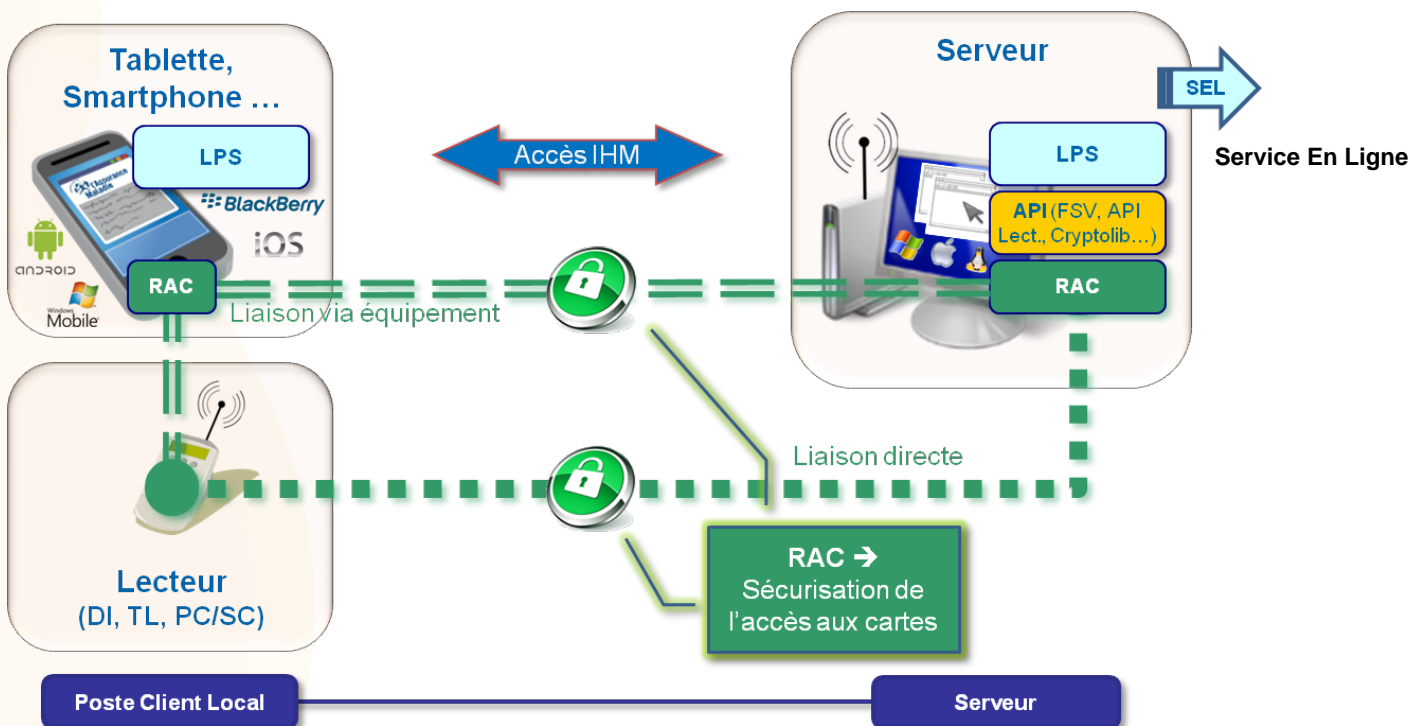 Tablette,
Smartphone …
LPS
l'Assurance
Maladie
BlackBerry
iOS
android
Windows
Mobile
RAC
Accès IHM
Serveur
SEL
Service En Ligne
LPS
API (FSV, API
Lect., Cryptolib…)
RAC
Liaison via équipement
Liaison directe
Lecteur
(DI, TL, PC/SC)
RAC ➔
Sécurisation de
l'accès aux cartes
Poste Client Local
Serveur